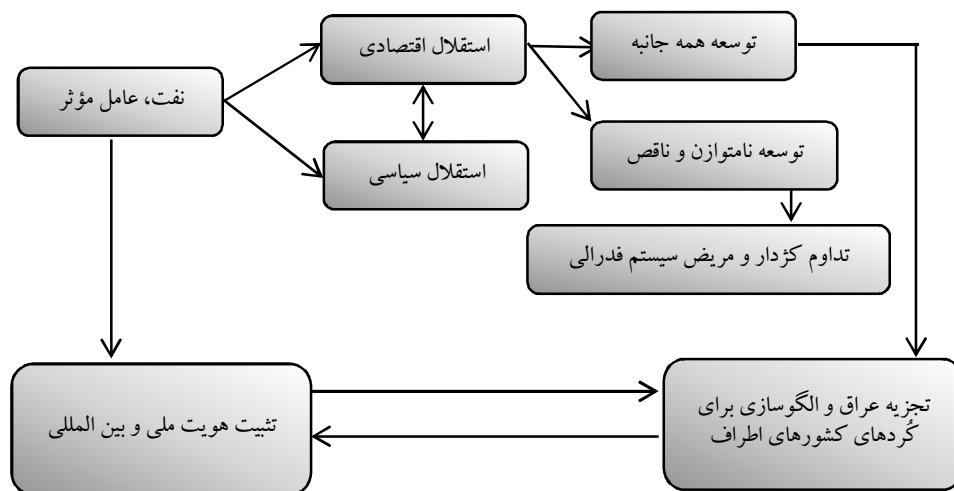 استقلال اقتصادی
توسعه همه جانبه
نفت، عامل مؤثر
استقلال سیاسی
توسعه نامتوازن و ناقص
تداوم کژدار و مریض سیستم فدرالی
تجزیه عراق و الگوسازی برای
کُردهای کشورهای اطراف
تثبیت هویت ملی و بین المللی